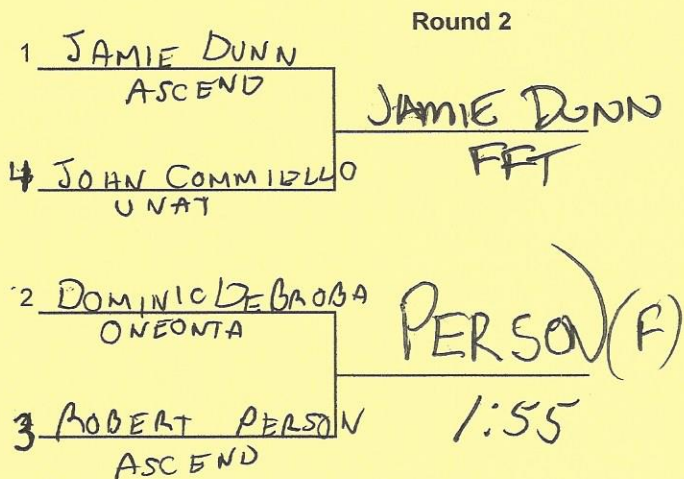 Round 2
1 JAMIE DUNN
ASCEND
JAMIE DUNN
FFT
4 JOHN COMMIELLO
UNAT
2 DOMINIC DEBROBA
ONEONTA
PERSON (F)
1:55
3 ROBERT PERSON
ASCEND